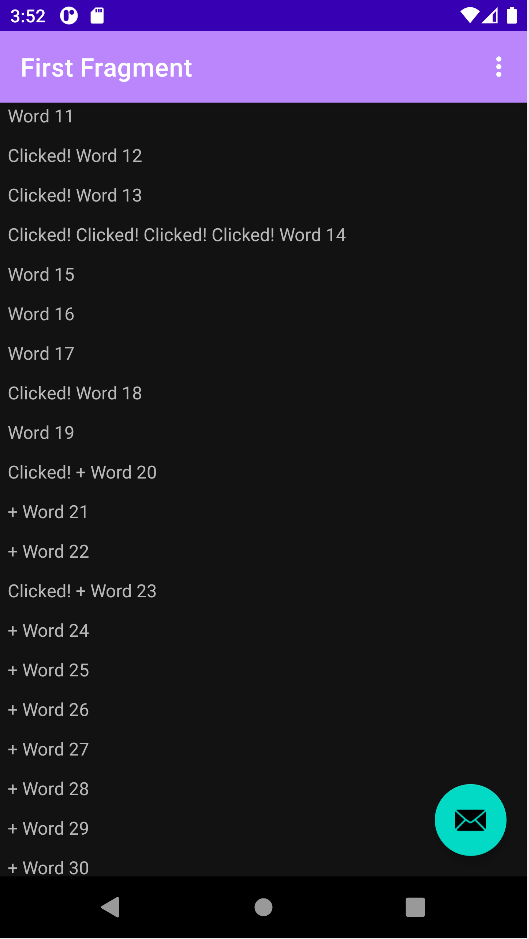 3:52
First Fragment
Word 11
Clicked! Word 12
Clicked! Word 13
Clicked! Clicked! Clicked! Clicked! Word 14
Word 15
Word 16
Word 17
Clicked! Word 18
Word 19
Clicked! + Word 20
+ Word 21
+ Word 22
Clicked! + Word 23
+ Word 24
+ Word 25
+ Word 26
+ Word 27
+ Word 28
+ Word 29
+ Word 30